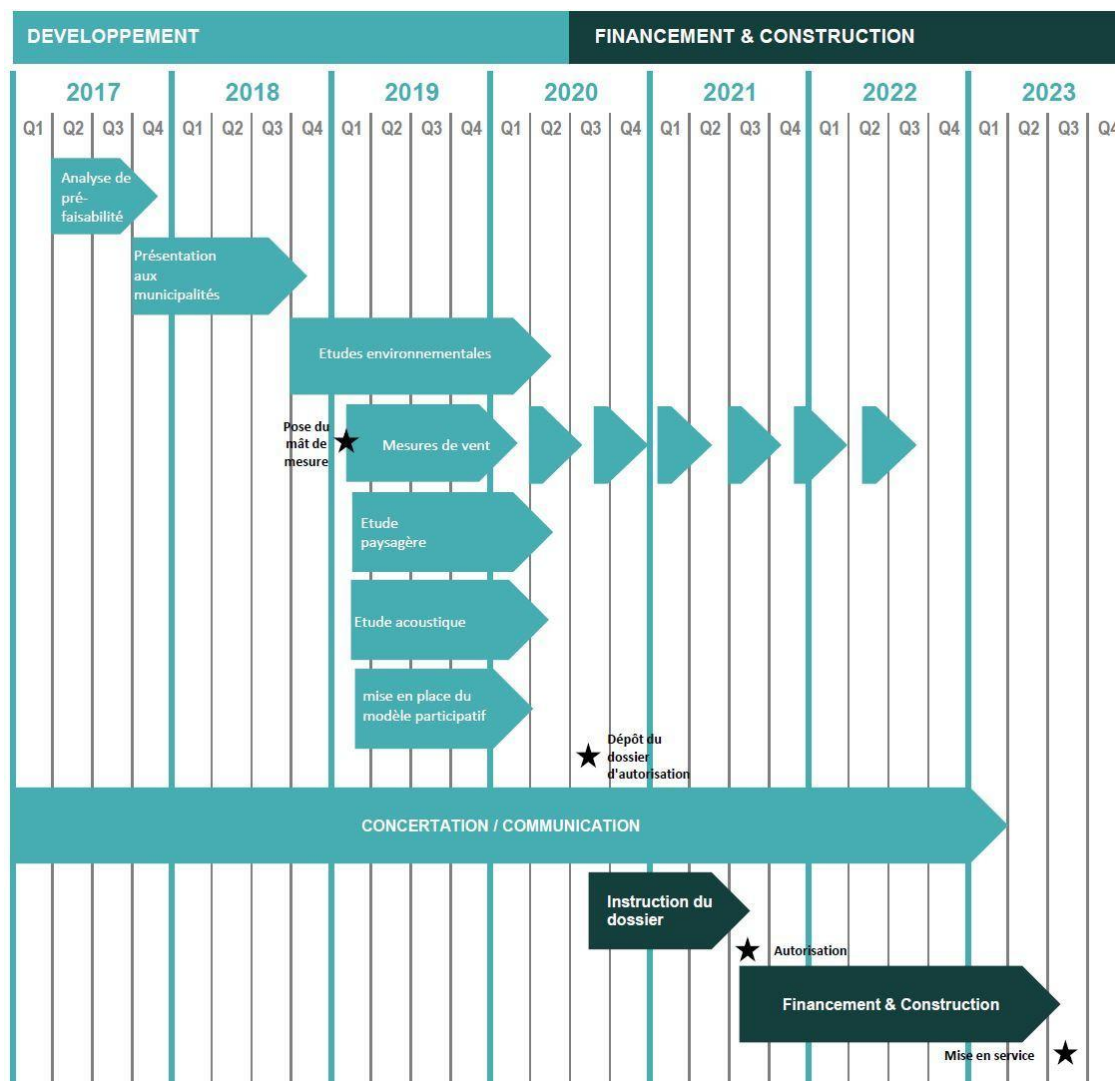 DEVELOPPEMENT
FINANCEMENT & CONSTRUCTION
2017
2018
2019
2020
2021
2022
2023
Q1 Q2 Q3 Q4 Q1 Q2 Q3 Q4 Q1 Q2 Q3 Q4 Q1 Q2 Q3 Q4 Q1 Q2 Q3 Q4 Q1 Q2 Q3 Q4 Q1 Q2 Q3 Q4
Analyse de
pré-
faisabilité
Présentation
aux
municipalités
Etudes environnementales
Pose du
mât de
mesure
Mesures de vent
Etude
paysagère
Etude acoustique
mise en place du
modèle participatif
Dépôt du
dossier
d'autorisation
CONCERTATION / COMMUNICATION
Instruction du
dossier
Autorisation
Financement & Construction
Mise en service